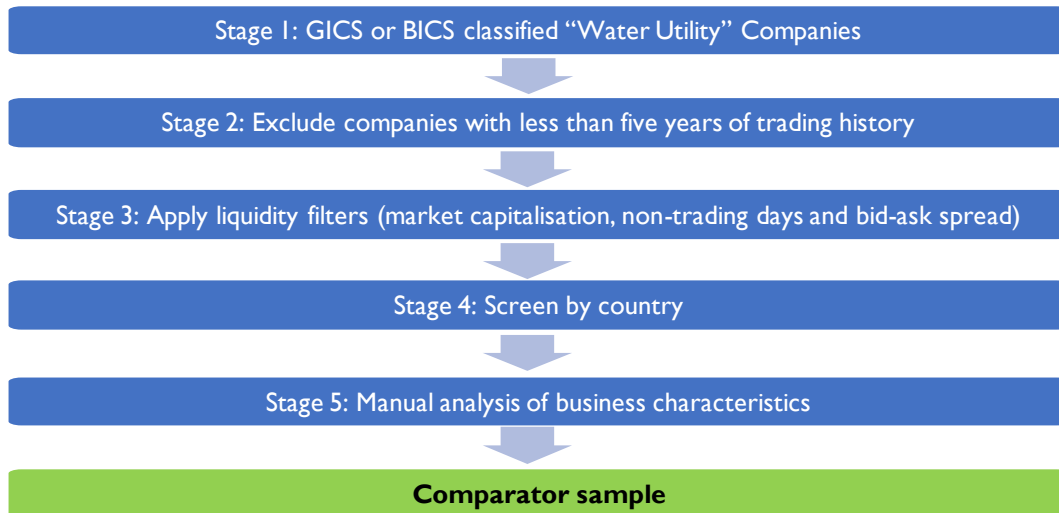 Stage 1: GICS or BICS classified “Water Utility” Companies
Stage 2: Exclude companies with less than five years of trading history
Stage 3: Apply liquidity filters (market capitalisation, non-trading days and bid-ask spread)
Stage 4: Screen by country
Stage 5: Manual analysis of business characteristics
Comparator sample